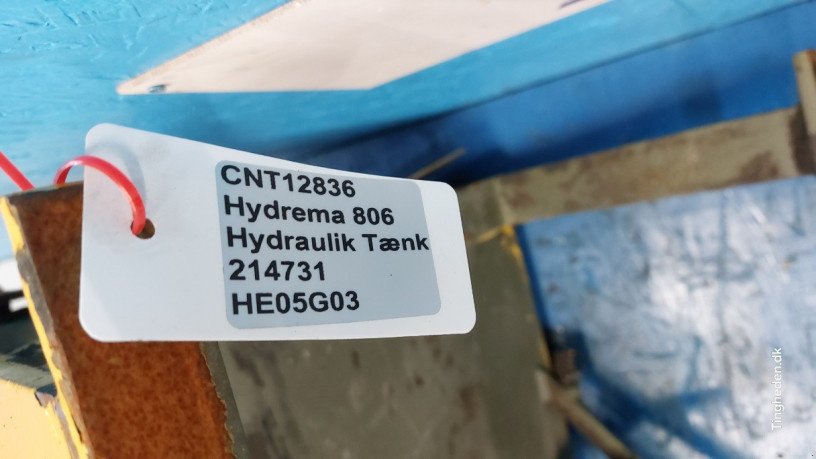 CNT12836
Hydrema 806
Hydraulik Tænk
214731
HE05G03
Tingheden.dk